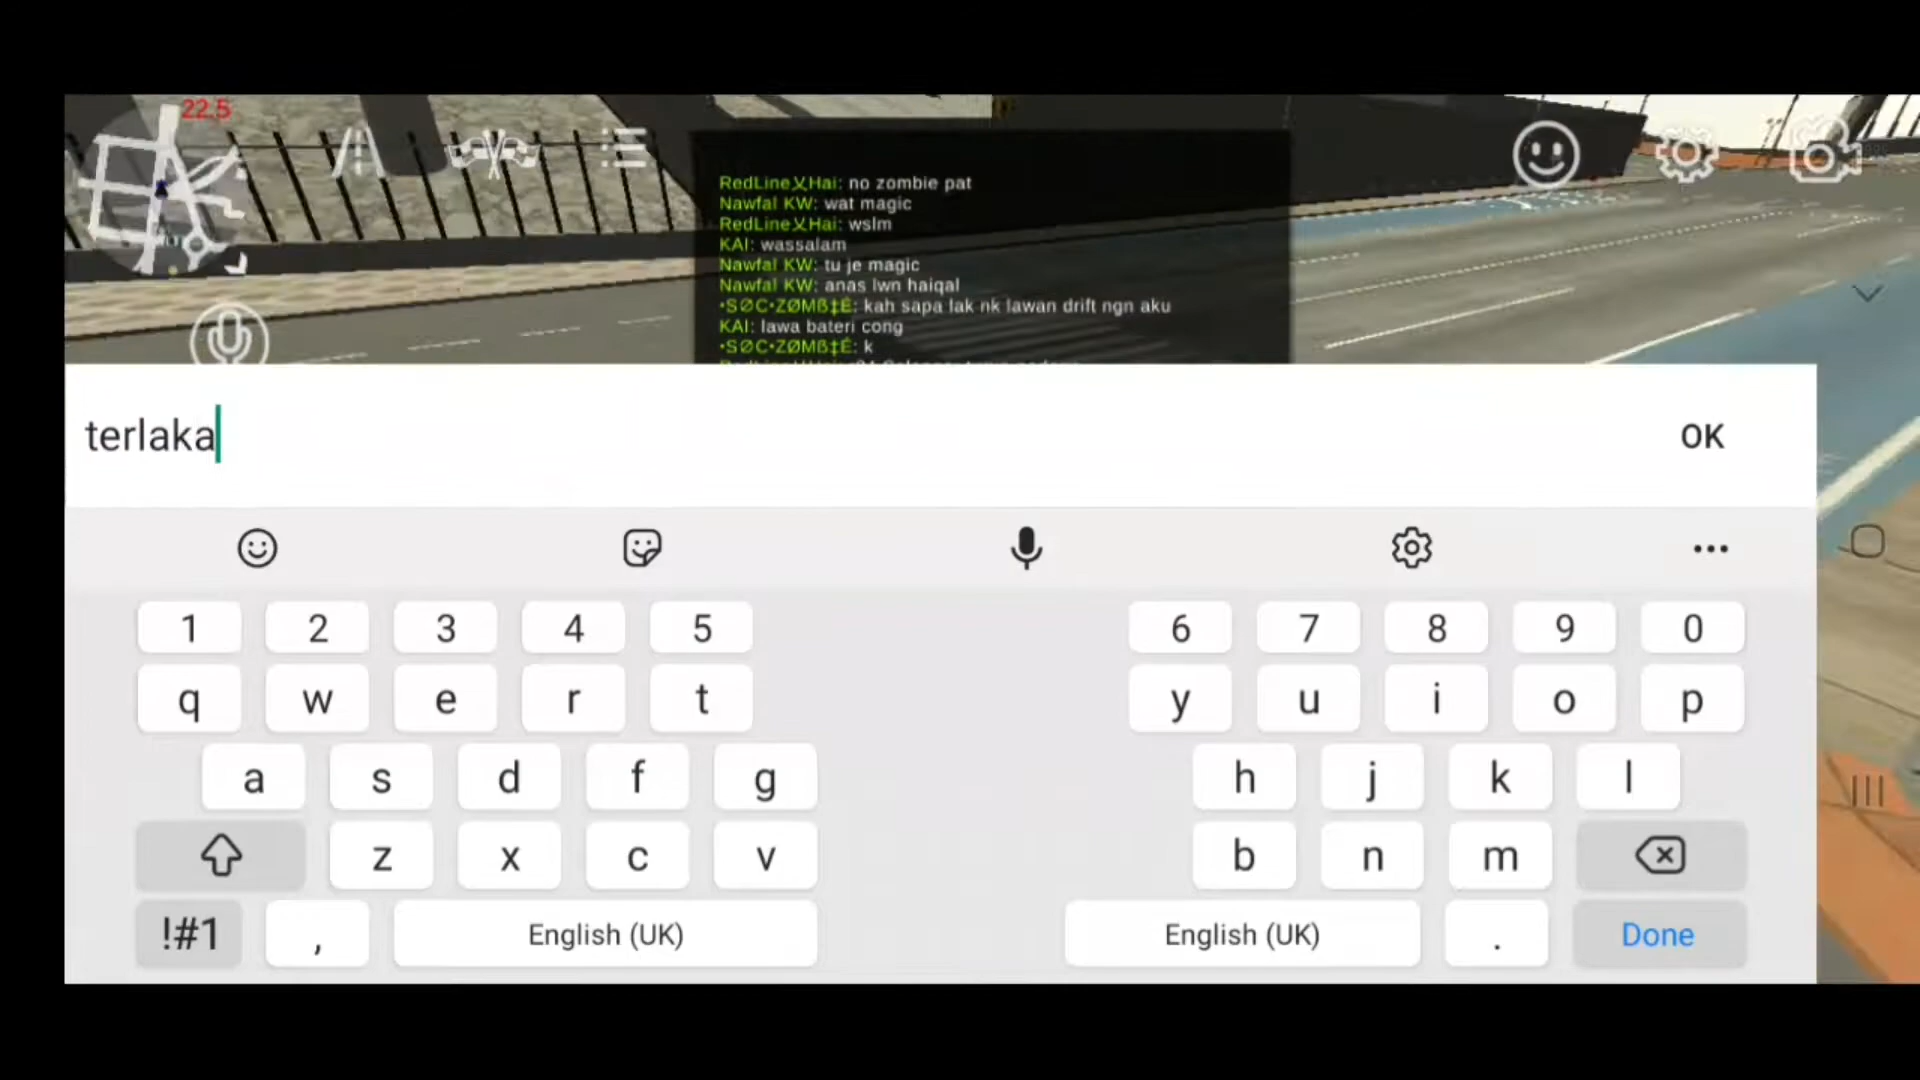 22.5
RedLine乂Hai: no zombie pat
Nawfal KW: wat magic
RedLine乂Hai: wslm
KAI: wassalam
Nawfal KW: tu je magic
Nawfal KW: anas lwn haiqal
•SØC•ZØMß‡É: kah sapa lak nk lawan drift ngn aku
KAI: lawa bateri cong
•SØC•ZØMß‡É: k
terlaka
OK
1 2 3 4 5 6 7 8 9 0
q w e r t y u i o p
a s d f g h j k l
z x c v b n m
!#1 , English (UK) English (UK) . Done